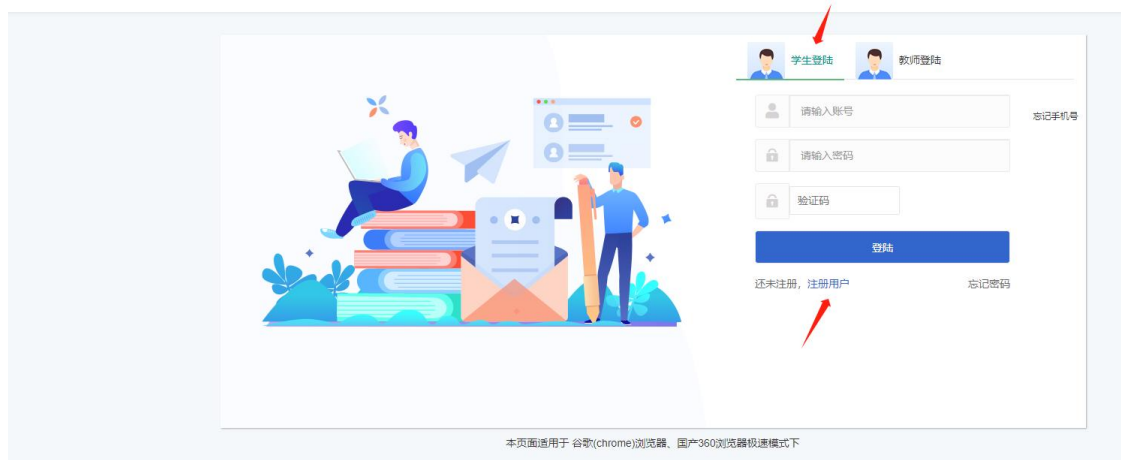 学生登陆 教师登陆
请输入账号
忘记手机号
请输入密码
验证码
登陆
还未注册，注册用户 忘记密码
本页面适用于 谷歌(chrome)浏览器、国产360浏览器极速模式下